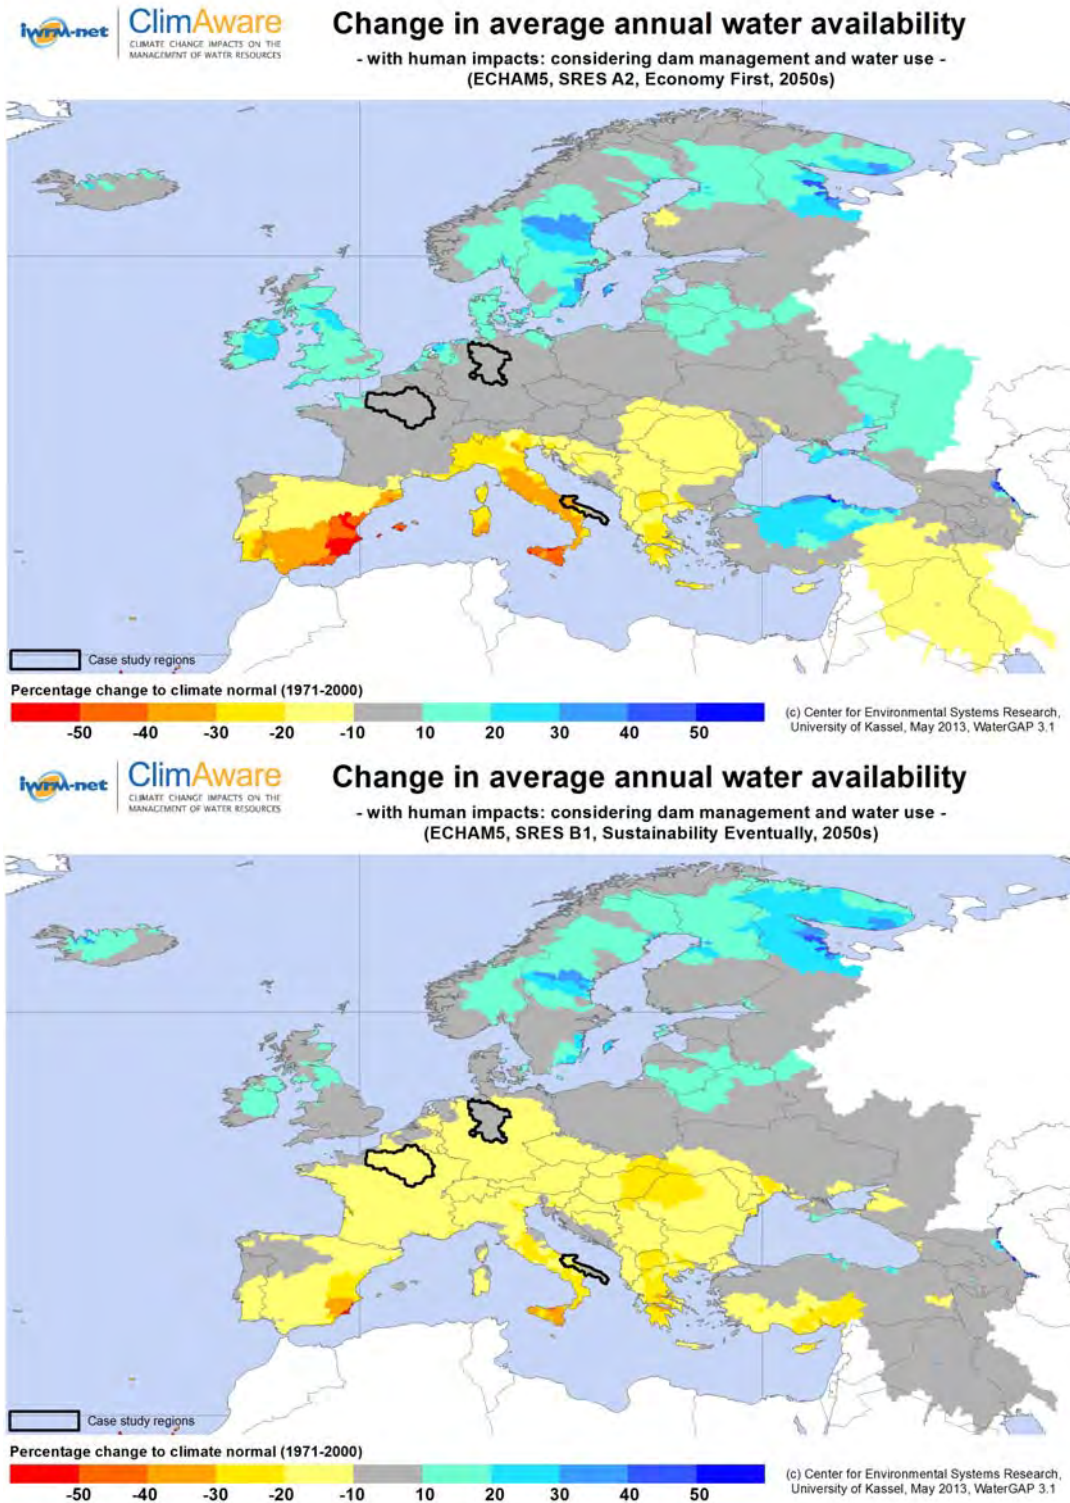 iwrm-net
ClimAware
CLIMATE CHANGE IMPACTS ON THE
MANAGEMENT OF WATER RESOURCES
Change in average annual water availability
- with human impacts: considering dam management and water use -
(ECHAM5, SRES A2, Economy First, 2050s)
Case study regions
Percentage change to climate normal (1971-2000)
-50 -40 -30 -20 -10 10 20 30 40 50
(c) Center for Environmental Systems Research,
University of Kassel, May 2013, WaterGAP 3.1
iwrm-net
ClimAware
CLIMATE CHANGE IMPACTS ON THE
MANAGEMENT OF WATER RESOURCES
Change in average annual water availability
- with human impacts: considering dam management and water use -
(ECHAM5, SRES B1, Sustainability Eventually, 2050s)
Case study regions
Percentage change to climate normal (1971-2000)
-50 -40 -30 -20 -10 10 20 30 40 50
(c) Center for Environmental Systems Research,
University of Kassel, May 2013, WaterGAP 3.1